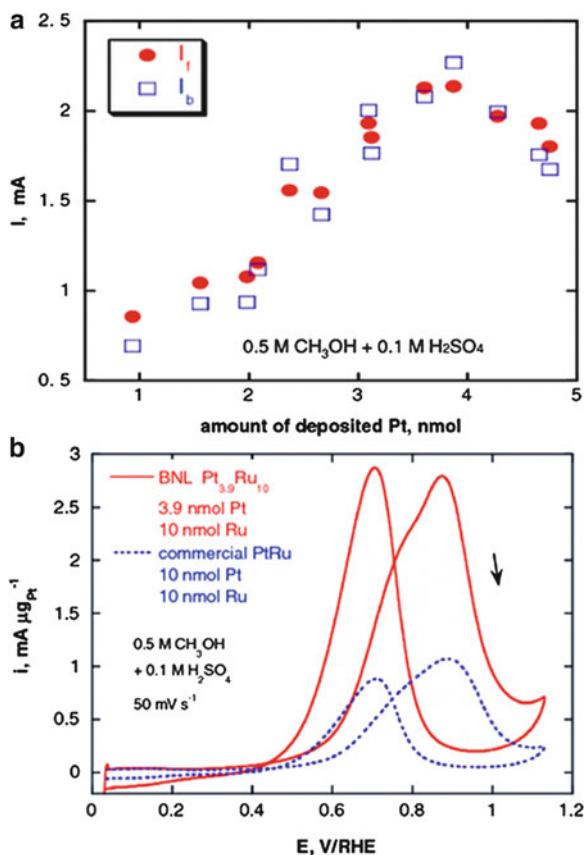 a
2.5
I_f
I_b
2
1.5
1
0.5
I, mA
0.5 M CH₃OH + 0.1 M H₂SO₄
1 2 3 4 5
amount of deposited Pt, nmol
b
3
2.5
2
1.5
1
0.5
0
i, mA μg_Pt⁻¹
BNL Pt₃.₉Ru₁₀
3.9 nmol Pt
10 nmol Ru
commercial PtRu
10 nmol Pt
10 nmol Ru
0.5 M CH₃OH
+ 0.1 M H₂SO₄
50 mV s⁻¹
0 0.2 0.4 0.6 0.8 1 1.2
E, V/RHE